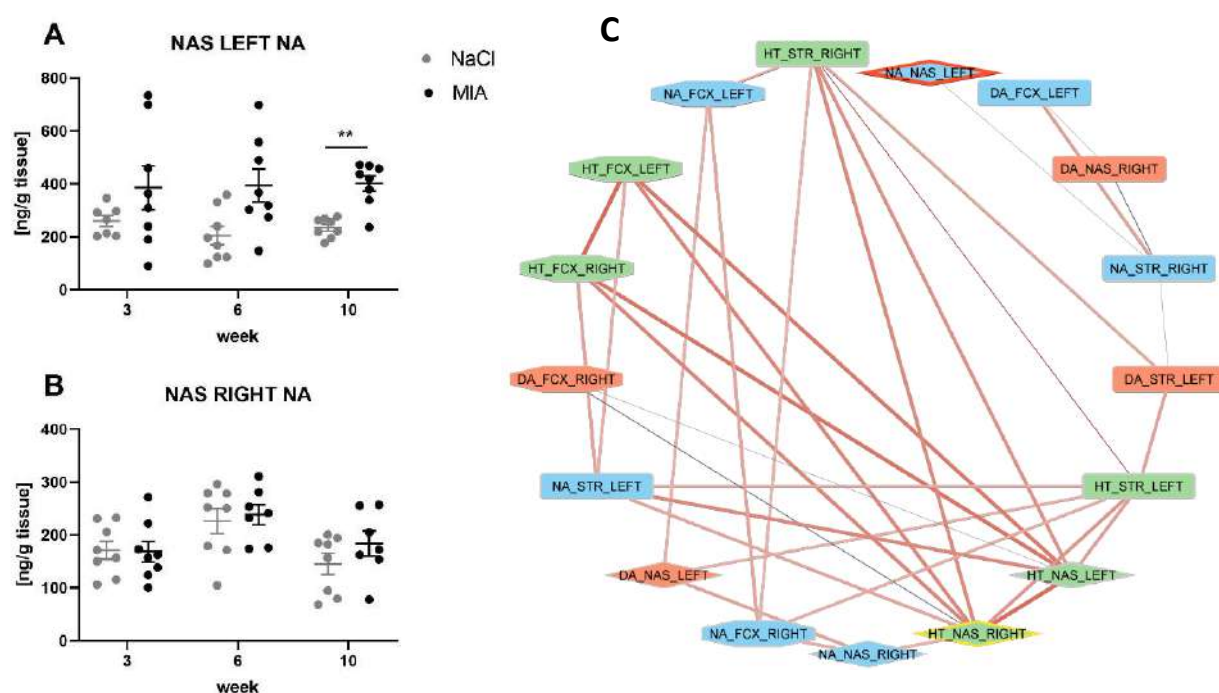 A
NAS LEFT NA
[ng/g tissue]
800
600
400
200
0
**
3
6
10
week
NaCl
MIA
B
NAS RIGHT NA
[ng/g tissue]
400
300
200
100
0
3
6
10
week
C
HT_STR_RIGHT
NA_NAS_LEFT
NA_FCX_LEFT
DA_FCX_LEFT
HT_FCX_LEFT
DA_NAS_RIGHT
HT_FCX_RIGHT
NA_STR_RIGHT
DA_FCX_RIGHT
DA_STR_LEFT
NA_STR_LEFT
HT_STR_LEFT
DA_NAS_LEFT
HT_NAS_LEFT
NA_FCX_RIGHT
HT_NAS_RIGHT
NA_NAS_RIGHT